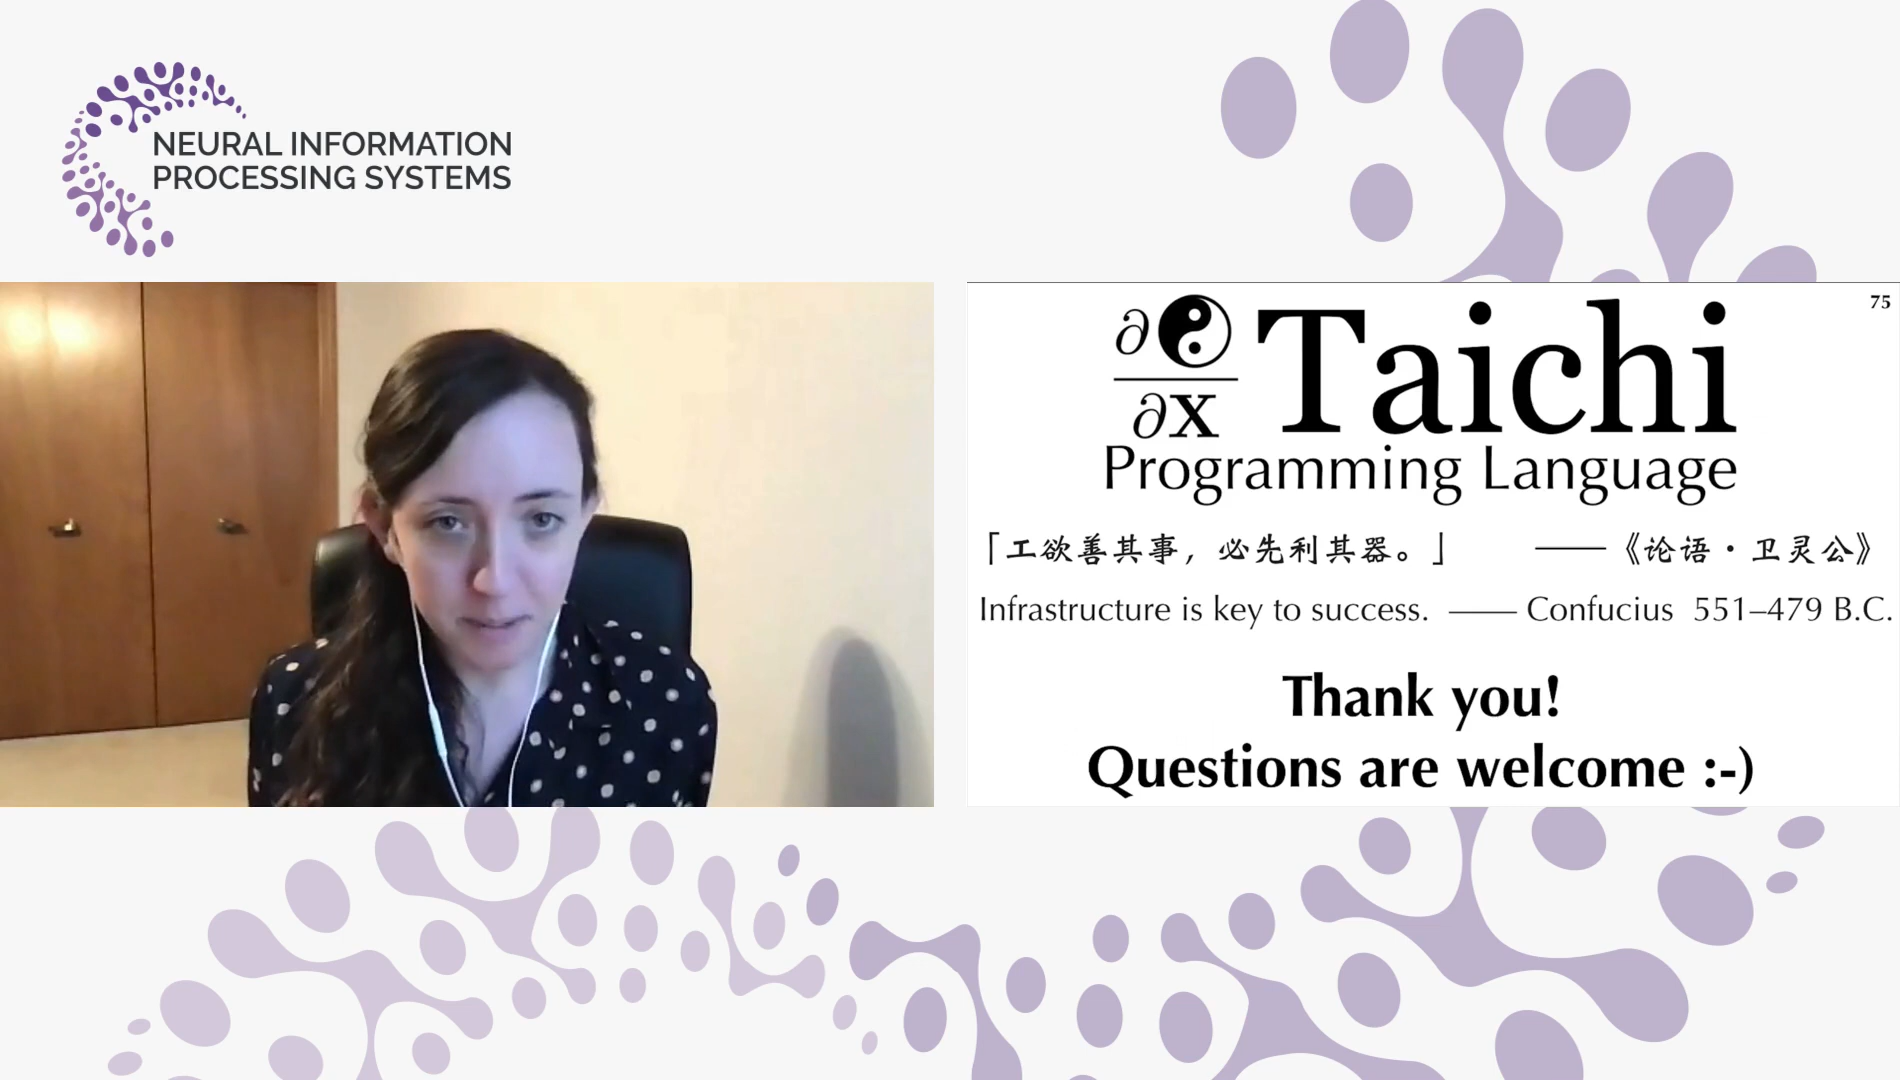 NEURAL INFORMATION
PROCESSING SYSTEMS
75
∂☯
∂x
Taichi
Programming Language
「工欲善其事，必先利其器。」 ——《论语·卫灵公》
Infrastructure is key to success. —— Confucius 551–479 B.C.
Thank you!
Questions are welcome :-)